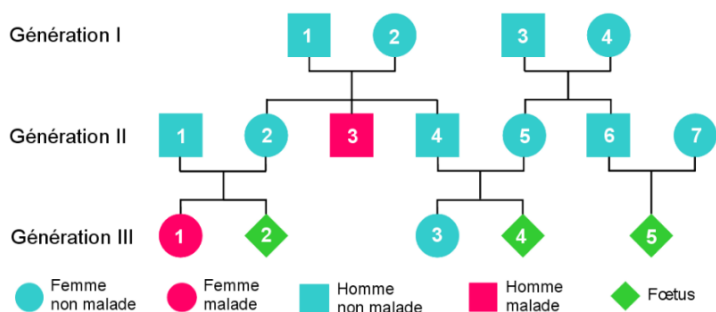 Génération I
1 2 3 4
Génération II
1 2 3 4 5 6 7
Génération III
1 2 3 4 5
Femme
non malade
Femme
malade
Homme
non malade
Homme
malade
Fœtus